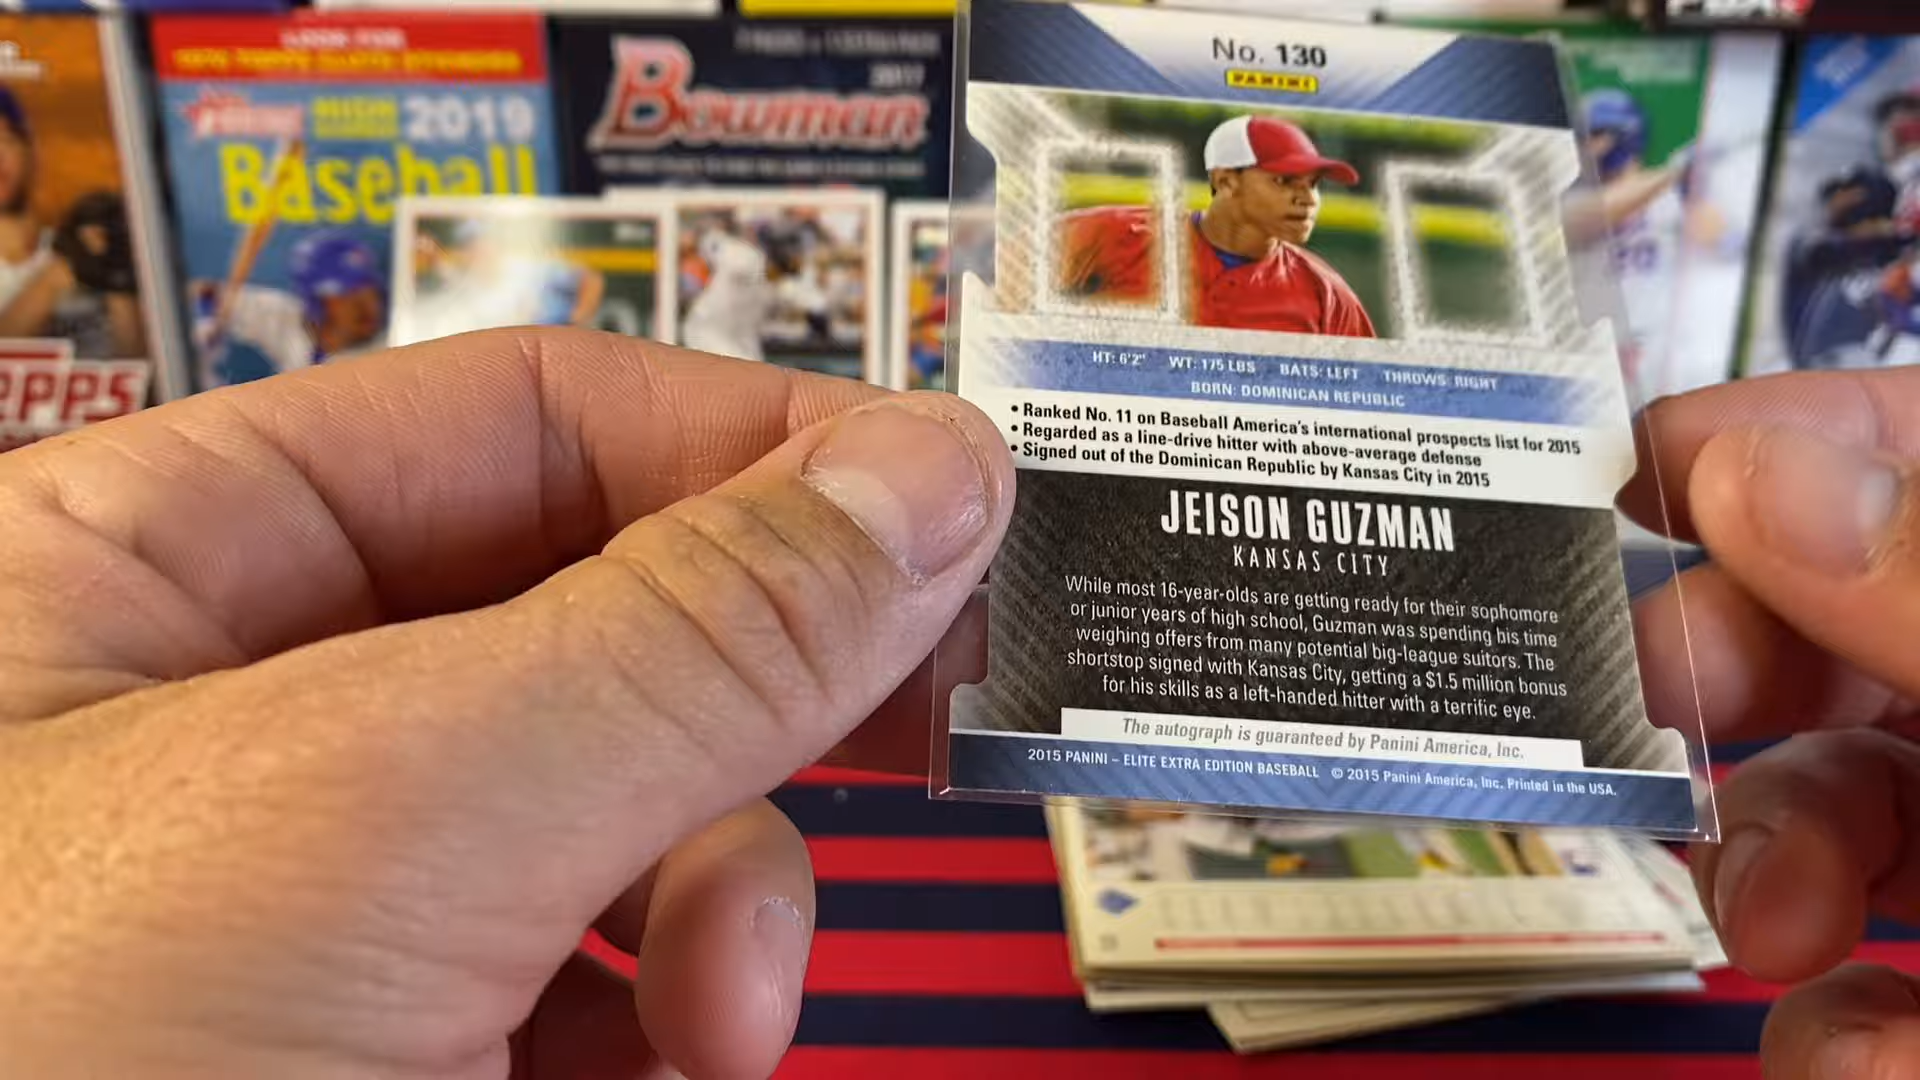 LOOK FOR
2019
Baseball
2017
Bowman
EPPS
No. 130
PANINI
HT: 6'2" WT: 175 LBS BATS: LEFT THROWS: RIGHT
BORN: DOMINICAN REPUBLIC
• Ranked No. 11 on Baseball America's international prospects list for 2015
• Regarded as a line-drive hitter with above-average defense
• Signed out of the Dominican Republic by Kansas City in 2015
JEISON GUZMAN
KANSAS CITY
While most 16-year-olds are getting ready for their sophomore
or junior years of high school, Guzman was spending his time
weighing offers from many potential big-league suitors. The
shortstop signed with Kansas City, getting a $1.5 million bonus
for his skills as a left-handed hitter with a terrific eye.
The autograph is guaranteed by Panini America, Inc.
2015 PANINI – ELITE EXTRA EDITION BASEBALL © 2015 Panini America, Inc. Printed in the USA.